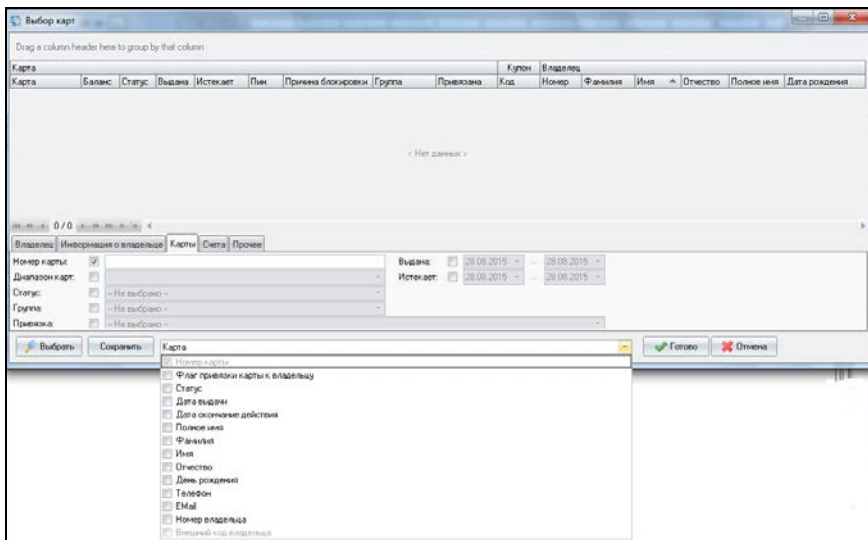 Выбор карт
Drag a column header here to group by that column
Карта Купон Владелец
Карта Баланс Статус Выдана Истекает Пин Причина блокировки Группа Привязана Код Номер Фамилия Имя Отчество Полное имя Дата рождения
< Нет данных >
0 / 0
Владелец Информация о владельце Карты Счета Прочее
Номер карты: Выдана: 28.08.2015 ... 28.08.2015
Диапазон карт: Истекает: 28.08.2015 ... 28.08.2015
Статус: -- Не выбрано --
Группа: -- Не выбрано --
Привязка: -- Не выбрано --
Выбрать Сохранить Карта Готово Отмена
Номер карты
Флаг привязки карты к владельцу
Статус
Дата выдачи
Дата окончание действия
Полное имя
Фамилия
Имя
Отчество
День рождения
Телефон
EMail
Номер владельца
Внешний код владельца